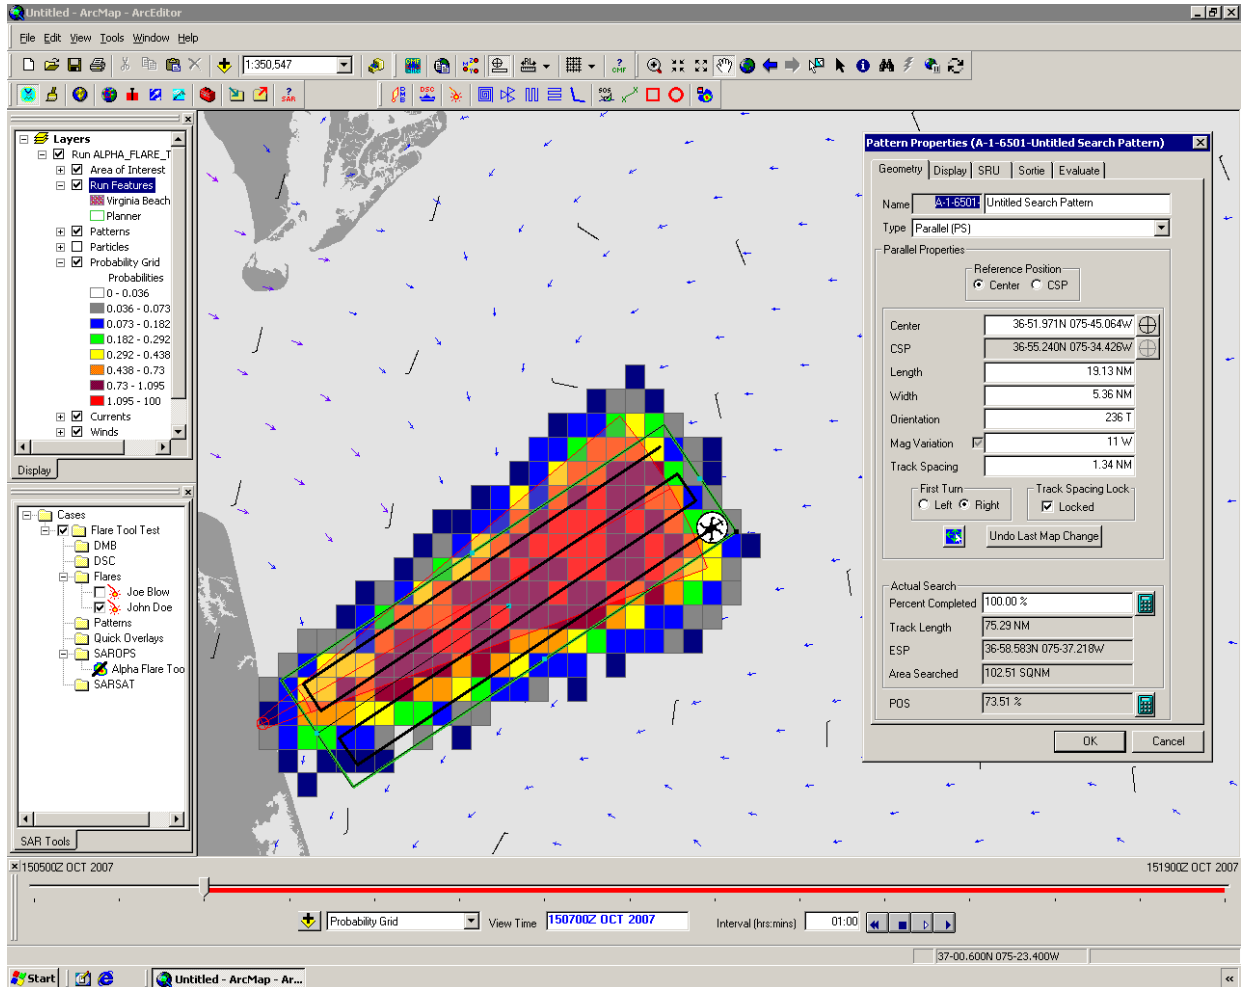 Untitled - ArcMap - ArcEditor
File Edit View Tools Window Help
1:350,547
? CMF
DSC
SOS
? SAR
DMB
Layers
Run ALPHA_FLARE_T
Area of Interest
Run Features
Virginia Beach
Planner
Patterns
Particles
Probability Grid
Probabilities
0 - 0.036
0.036 - 0.073
0.073 - 0.182
0.182 - 0.292
0.292 - 0.438
0.438 - 0.73
0.73 - 1.095
1.095 - 100
Currents
Winds
Display
Cases
Flare Tool Test
DMB
DSC
Flares
Joe Blow
John Doe
Patterns
Quick Overlays
SAROPS
Alpha Flare Too
SARSAT
SAR Tools
Pattern Properties (A-1-6501-Untitled Search Pattern)
Geometry Display SRU Sortie Evaluate
Name A-1-6501- Untitled Search Pattern
Type Parallel (PS)
Parallel Properties
Reference Position
Center CSP
Center 36-51.971N 075-45.064W
CSP 36-55.240N 075-34.426W
Length 19.13 NM
Width 5.36 NM
Orientation 236 T
Mag Variation 11 W
Track Spacing 1.34 NM
First Turn Track Spacing Lock
Left Right Locked
Undo Last Map Change
Actual Search
Percent Completed 100.00 %
Track Length 75.29 NM
ESP 36-58.583N 075-37.218W
Area Searched 102.51 SQNM
POS 73.51 %
OK Cancel
150500Z OCT 2007 151900Z OCT 2007
Probability Grid View Time 150700Z OCT 2007 Interval (hrs:mins) 01:00
37-00.600N 075-23.400W
Start Untitled - ArcMap - Ar...